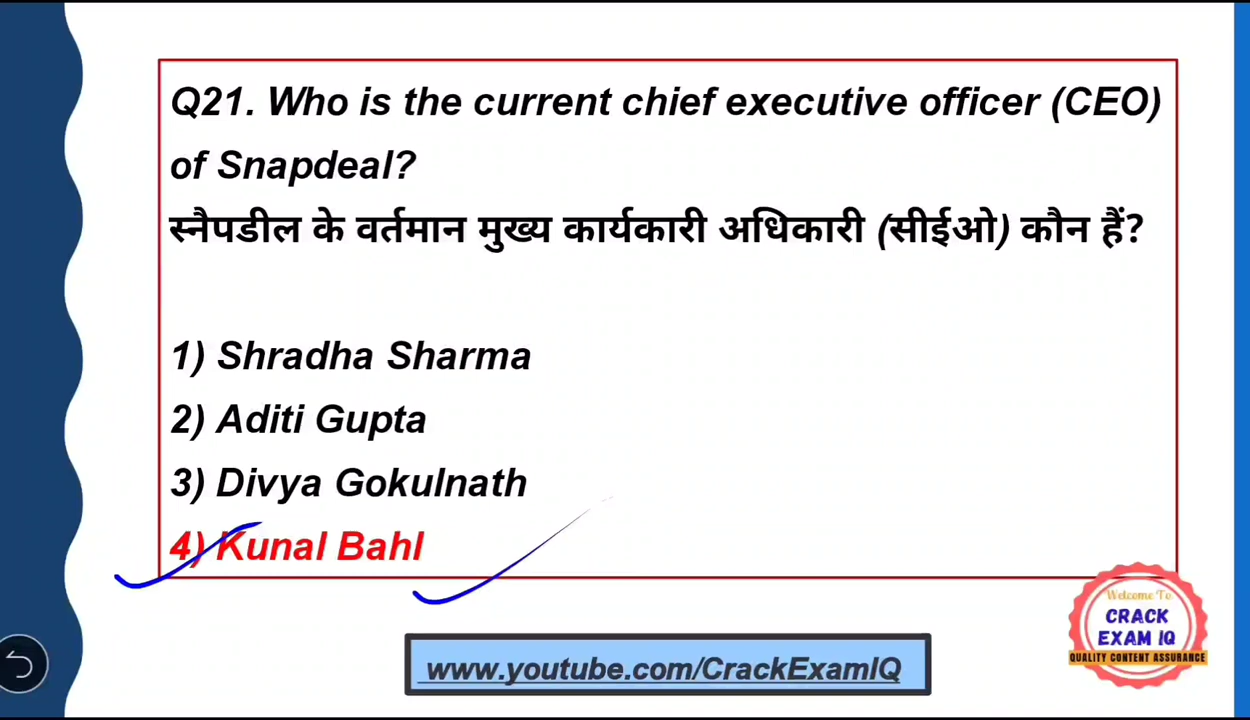 Q21. Who is the current chief executive officer (CEO)
of Snapdeal?
स्नैपडील के वर्तमान मुख्य कार्यकारी अधिकारी (सीईओ) कौन हैं?
1) Shradha Sharma
2) Aditi Gupta
3) Divya Gokulnath
4) Kunal Bahl
Welcome To
CRACK
EXAM IQ
QUALITY CONTENT ASSURANCE
www.youtube.com/CrackExamIQ